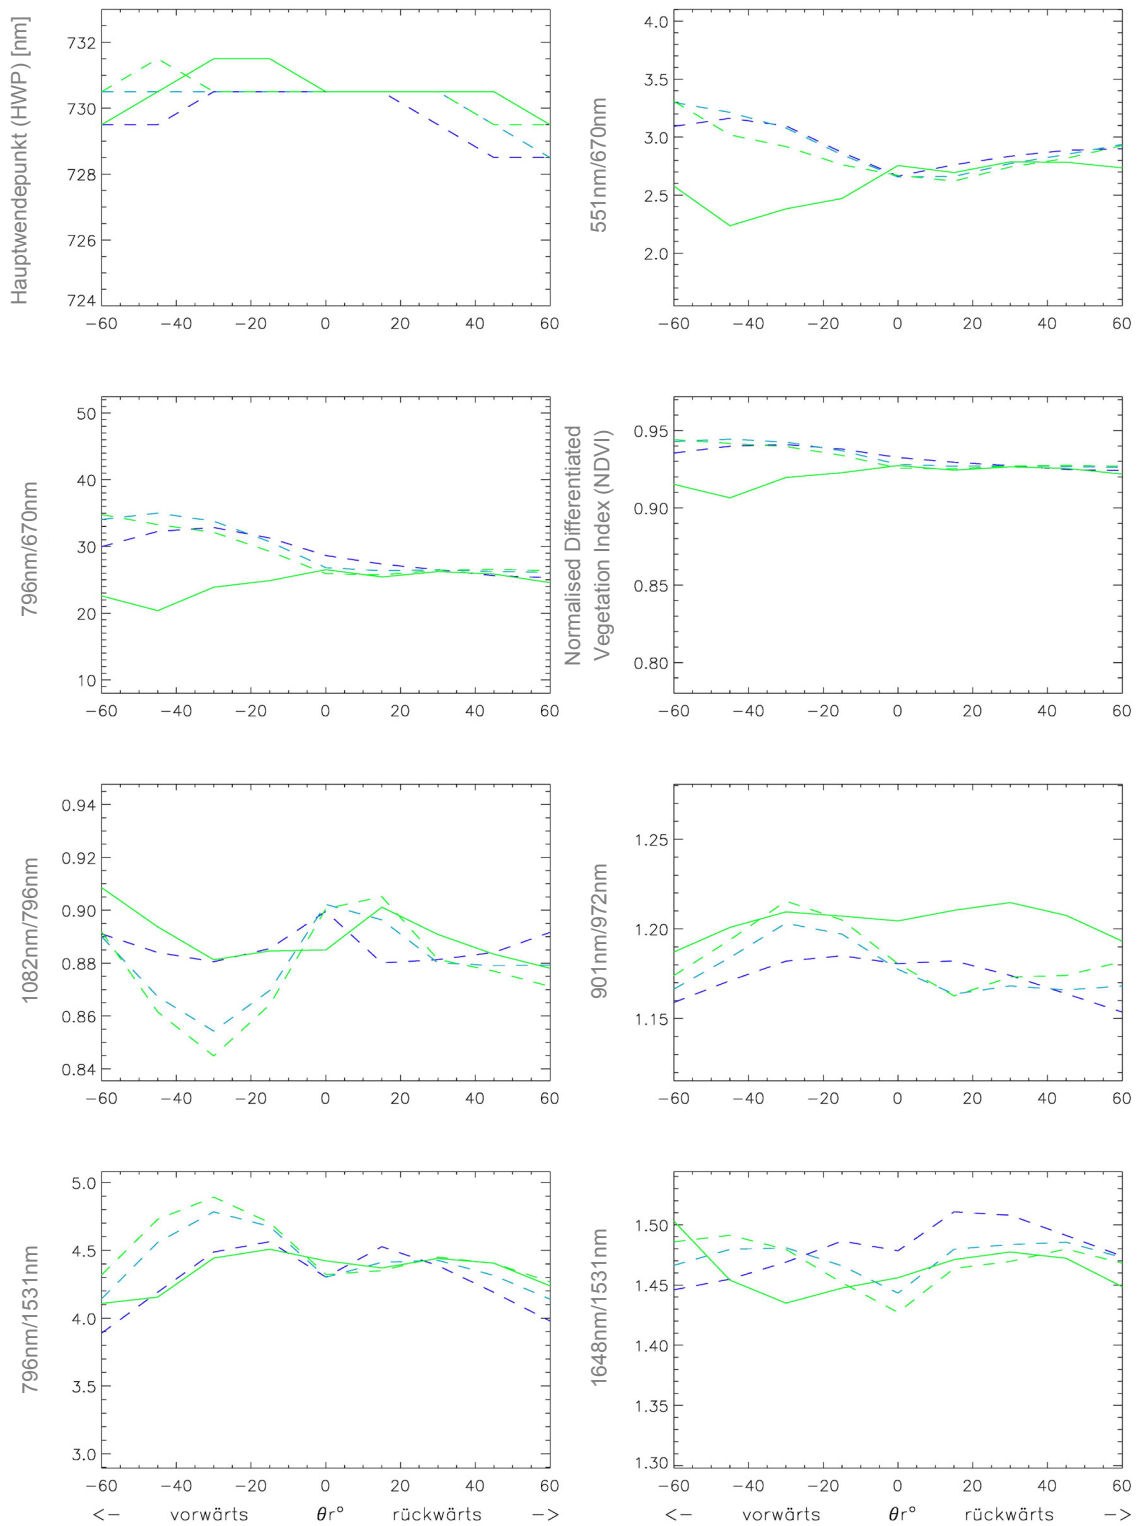 Hauptwendepunkt (HWP) [nm]
732
730
728
726
724
−60 −40 −20 0 20 40 60
551nm/670nm
4.0
3.5
3.0
2.5
2.0
−60 −40 −20 0 20 40 60
796nm/670nm
50
40
30
20
10
−60 −40 −20 0 20 40 60
Normalised Differentiated
Vegetation Index (NDVI)
0.95
0.90
0.85
0.80
−60 −40 −20 0 20 40 60
1082nm/796nm
0.94
0.92
0.90
0.88
0.86
0.84
−60 −40 −20 0 20 40 60
901nm/972nm
1.25
1.20
1.15
−60 −40 −20 0 20 40 60
796nm/1531nm
5.0
4.5
4.0
3.5
3.0
−60 −40 −20 0 20 40 60
<− vorwärts θr° rückwärts −>
1648nm/1531nm
1.50
1.45
1.40
1.35
1.30
−60 −40 −20 0 20 40 60
<− vorwärts θr° rückwärts −>